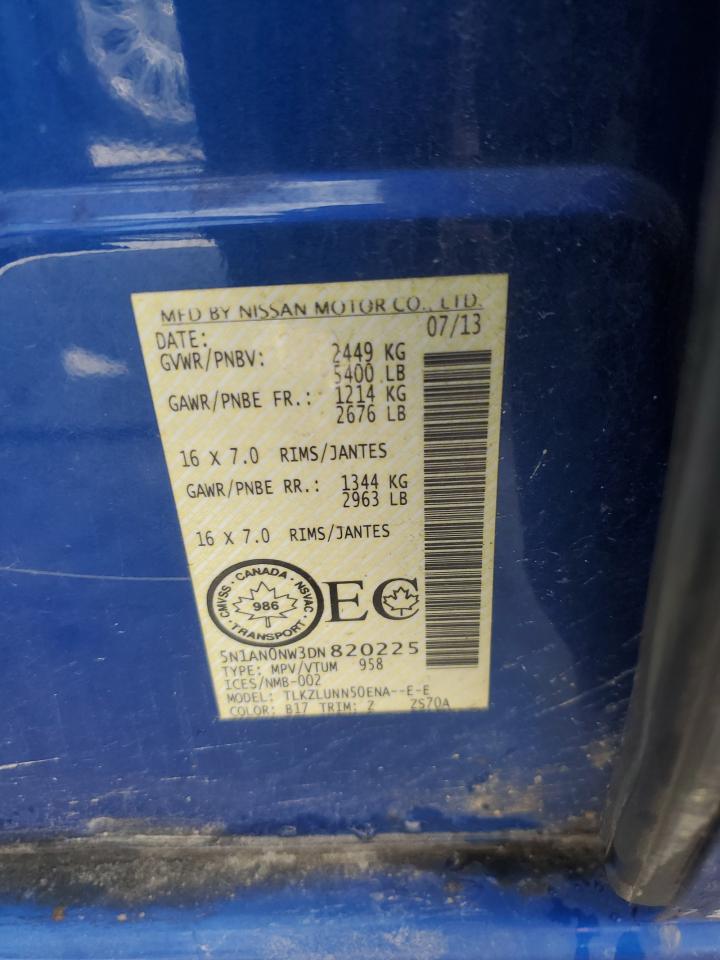 MFD BY NISSAN MOTOR CO., LTD.
DATE: 07/13
GVWR/PNBV: 2449 KG
5400 LB
GAWR/PNBE FR.: 1214 KG
2676 LB
16 X 7.0 RIMS/JANTES
GAWR/PNBE RR.: 1344 KG
2963 LB
16 X 7.0 RIMS/JANTES
CMVSS · CANADA · NSVAC
986
· TRANSPORT ·
EC
5N1AN0NW3DN820225
TYPE: MPV/VTUM 958
ICES/NMB-002
MODEL: TLKZLUNN50ENA--E-E
COLOR: B17 TRIM: Z ZS70A